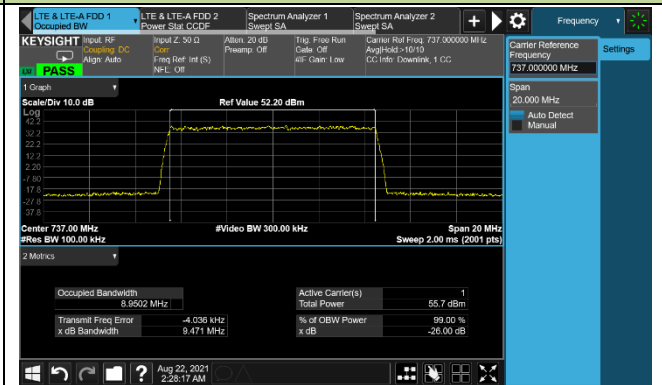 LTE & LTE-A FDD 1
Occupied BW
LTE & LTE-A FDD 2
Power Stat CCDF
Spectrum Analyzer 1
Swept SA
Spectrum Analyzer 2
Swept SA
Frequency
KEYSIGHT
Input: RF
Coupling: DC
Align: Auto
Input Z: 50 Ω
Corr
Freq Ref: Int (S)
NFE: Off
Atten: 20 dB
Preamp: Off
Trig: Free Run
Gate: Off
#IF Gain: Low
Carrier Ref Freq: 737.000000 MHz
Avg|Hold:>10/10
CC Info: Downlink, 1 CC
PASS
Carrier Reference
Frequency
737.000000 MHz
Settings
Span
20.000 MHz
Auto Detect
Manual
1 Graph
Scale/Div 10.0 dB
Ref Value 52.20 dBm
Log
42.2
32.2
22.2
12.2
2.20
-7.80
-17.8
-27.8
-37.8
Center 737.00 MHz
#Video BW 300.00 kHz
Span 20 MHz
#Res BW 100.00 kHz
Sweep 2.00 ms (2001 pts)
2 Metrics
Occupied Bandwidth
8.9502 MHz
Active Carrier(s) 1
Total Power 55.7 dBm
Transmit Freq Error -4.036 kHz
x dB Bandwidth 9.471 MHz
% of OBW Power 99.00 %
x dB -26.00 dB
Aug 22, 2021
2:28:17 AM